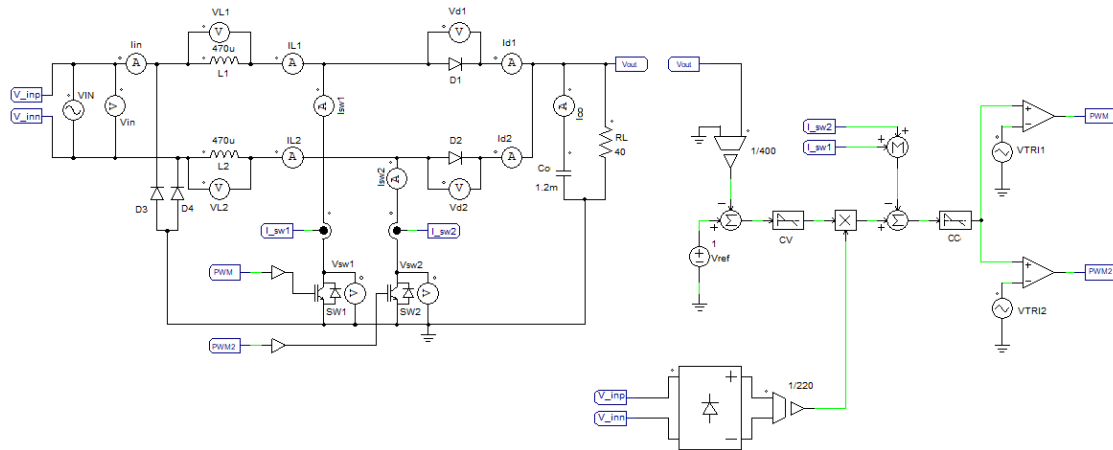 VL1
Vd1
Iin
470u
IL1
Id1
V
V
A
A
A
L1
D1
Vout
Vout
V_inp
V_inn
VIN
V
Vin
A
Isw1
A
I_sw2
I_sw1
M
PWM
VTRI1
470u
IL2
D2
Id2
RL
40
1/400
L2
A
A
Isw2
A
V
V
VL2
Vd2
Co
1.2m
D3
D4
CV
X
CC
1
Vref
I_sw1
I_sw2
Vsw1
Vsw2
PWM
V
V
SW1
SW2
PWM2
PWM2
VTRI2
V_inp
V_inn
1/220